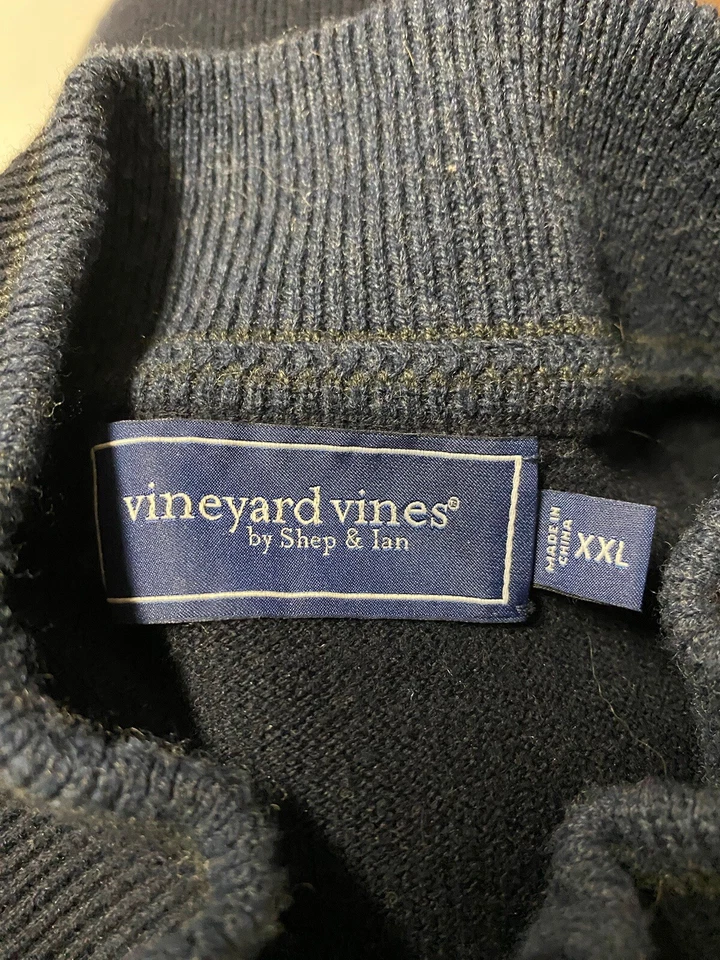 vineyard vines®
by Shep & Ian
MADE IN
CHINA
XXL